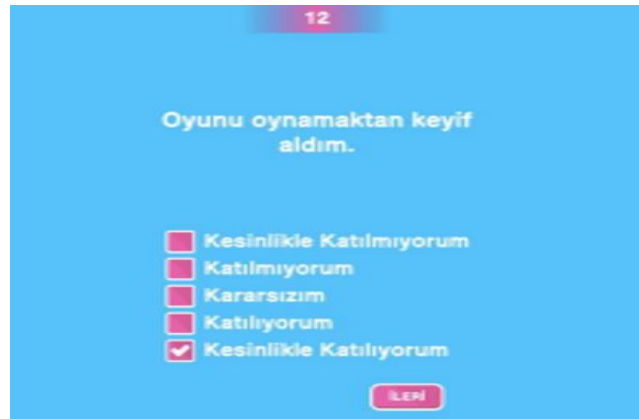 12
Oyunu oynamaktan keyif
aldım.
Kesinlikle Katılmıyorum
Katılmıyorum
Kararsızım
Katılıyorum
Kesinlikle Katılıyorum
İLERİ